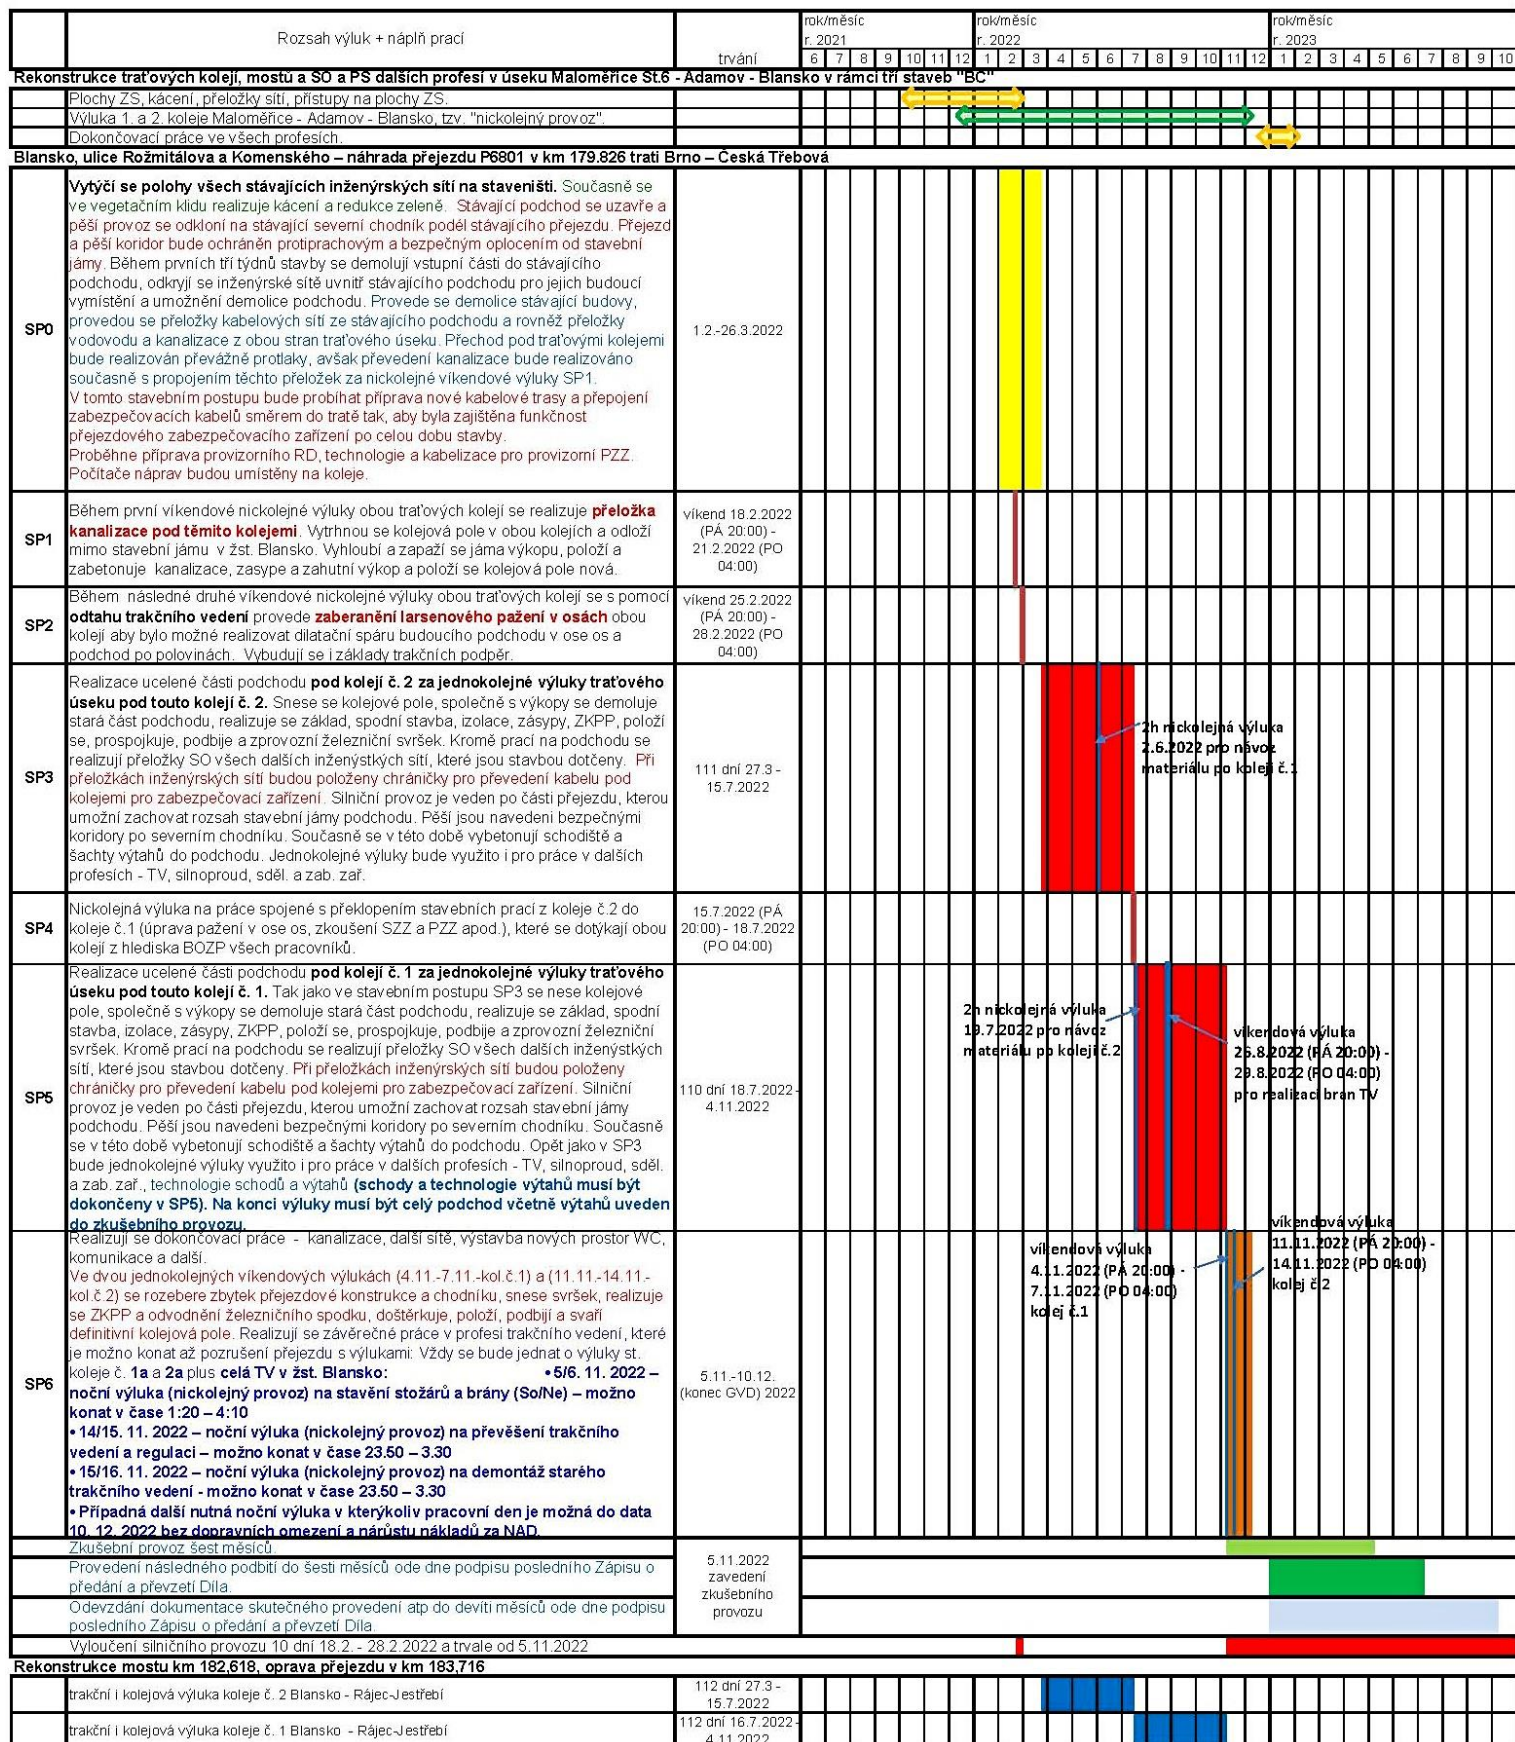 Rozsah výluk + náplň prací
trvání
rok/měsíc
r. 2021
rok/měsíc
r. 2022
rok/měsíc
r. 2023
6 7 8 9 10 11 12 1 2 3 4 5 6 7 8 9 10 11 12 1 2 3 4 5 6 7 8 9 10
Rekonstrukce traťových kolejí, mostů a SO a PS dalších profesí v úseku Maloměřice St.6 - Adamov - Blansko v rámci tří staveb "BC"
Plochy ZS, kácení, přeložky sítí, přístupy na plochy ZS.
Výluka 1. a 2. koleje Maloměřice - Adamov - Blansko, tzv. "nickolejný provoz".
Dokončovací práce ve všech profesích.
Blansko, ulice Rožmitálova a Komenského – náhrada přejezdu P6801 v km 179.826 trati Brno – Česká Třebová
SP0
Vytýčí se polohy všech stávajících inženýrských sítí na staveništi. Současně se
ve vegetačním klidu realizuje kácení a redukce zeleně. Stávající podchod se uzavře a
pěší provoz se odkloní na stávající severní chodník podél stávajícího přejezdu. Přejezd
a pěší koridor bude ochráněn protiprachovým a bezpečným oplocením od stavební
jámy. Během prvních tří týdnů stavby se demolují vstupní části do stávajícího
podchodu, odkryjí se inženýrské sítě uvnitř stávajícího podchodu pro jejich budoucí
vymístění a umožnění demolice podchodu. Provede se demolice stávající budovy,
provedou se přeložky kabelových sítí ze stávajícího podchodu a rovněž přeložky
vodovodu a kanalizace z obou stran traťového úseku. Přechod pod traťovými kolejemi
bude realizován převážně protlaky, avšak převedení kanalizace bude realizováno
současně s propojením těchto přeložek za nickolejné víkendové výluky SP1.
V tomto stavebním postupu bude probíhat příprava nové kabelové trasy a přepojení
zabezpečovacích kabelů směrem do tratě tak, aby byla zajištěna funkčnost
přejezdového zabezpečovacího zařízení po celou dobu stavby.
Proběhne příprava provizorního RD, technologie a kabelizace pro provizorní PZZ.
Počítače náprav budou umístěny na koleje.
1.2.-26.3.2022
SP1
Během první víkendové nickolejné výluky obou traťových kolejí se realizuje přeložka
kanalizace pod těmito kolejemi. Vytrhnou se kolejová pole v obou kolejích a odloží
mimo stavební jámu v žst. Blansko. Vyhloubí a zapaží se jáma výkopu, položí a
zabetonuje kanalizace, zasype a zahutní výkop a položí se kolejová pole nová.
víkend 18.2.2022
(PÁ 20:00) -
21.2.2022 (PO
04:00)
SP2
Během následné druhé víkendové nickolejné výluky obou traťových kolejí se s pomocí
odtahu trakčního vedení provede zaberanění larsenového pažení v osách obou
kolejí aby bylo možné realizovat dilatační spáru budoucího podchodu v ose os a
podchod po polovinách. Vybudují se i základy trakčních podpěr.
víkend 25.2.2022
(PÁ 20:00) -
28.2.2022 (PO
04:00)
SP3
Realizace ucelené části podchodu pod kolejí č. 2 za jednokolejné výluky traťového
úseku pod touto kolejí č. 2. Snese se kolejové pole, společně s výkopy se demoluje
stará část podchodu, realizuje se základ, spodní stavba, izolace, zásypy, ZKPP, položí
se, prospojkuje, podbije a zprovozní železniční svršek. Kromě prací na podchodu se
realizují přeložky SO všech dalších inženýstkých sítí, které jsou stavbou dotčeny. Při
přeložkách inženýrských sítí budou položeny chráničky pro převedení kabelu pod
kolejemi pro zabezpečovací zařízení. Silniční provoz je veden po části přejezdu, kterou
umožní zachovat rozsah stavební jámy podchodu. Pěší jsou navedeni bezpečnými
koridory po severním chodníku. Současně se v této době vybetonují schodiště a
šachty výtahů do podchodu. Jednokolejné výluky bude využito i pro práce v dalších
profesích - TV, silnoproud, sděl. a zab. zař.
111 dní 27.3 -
15.7.2022
2h nickolejná výluka
2.6.2022 pro návoz
materiálu po koleji č.1
SP4
Nickolejná výluka na práce spojené s překlopením stavebních prací z koleje č.2 do
koleje č.1 (úprava pažení v ose os, zkoušení SZZ a PZZ apod.), které se dotýkají obou
kolejí z hlediska BOZP všech pracovníků.
15.7.2022 (PÁ
20:00) - 18.7.2022
(PO 04:00)
SP5
Realizace ucelené části podchodu pod kolejí č. 1 za jednokolejné výluky traťového
úseku pod touto kolejí č. 1. Tak jako ve stavebním postupu SP3 se nese kolejové
pole, společně s výkopy se demoluje stará část podchodu, realizuje se základ, spodní
stavba, izolace, zásypy, ZKPP, položí se, prospojkuje, podbije a zprovozní železniční
svršek. Kromě prací na podchodu se realizují přeložky SO všech dalších inženýstkých
sítí, které jsou stavbou dotčeny. Při přeložkách inženýrských sítí budou položeny
chráničky pro převedení kabelu pod kolejemi pro zabezpečovací zařízení. Silniční
provoz je veden po části přejezdu, kterou umožní zachovat rozsah stavební jámy
podchodu. Pěší jsou navedeni bezpečnými koridory po severním chodníku. Současně
se v této době vybetonují schodiště a šachty výtahů do podchodu. Opět jako v SP3
bude jednokolejné výluky využito i pro práce v dalších profesích - TV, silnoproud, sděl.
a zab. zař., technologie schodů a výtahů (schody a technologie výtahů musí být
dokončeny v SP5). Na konci výluky musí být celý podchod včetně výtahů uveden
do zkušebního provozu.
110 dní 18.7.2022 -
4.11.2022
2h nickolejná výluka
19.7.2022 pro návoz
materiálu po koleji č.2
víkendová výluka
26.8.2022 (PÁ 20:00) -
29.8.2022 (PO 04:00)
pro realizaci bran TV
SP6
Realizují se dokončovací práce - kanalizace, další sítě, výstavba nových prostor WC,
komunikace a další.
Ve dvou jednokolejných víkendových výlukách (4.11.-7.11.-kol.č.1) a (11.11.-14.11.-
kol.č.2) se rozebere zbytek přejezdové konstrukce a chodníku, snese svršek, realizuje
se ZKPP a odvodnění železničního spodku, doštěrkuje, položí, podbijí a svaří
definitivní kolejová pole. Realizují se závěrečné práce v profesi trakčního vedení, které
je možno konat až pozrušení přejezdu s výlukami: Vždy se bude jednat o výluky st.
koleje č. 1a a 2a plus celá TV v žst. Blansko: • 5/6. 11. 2022 –
noční výluka (nickolejný provoz) na stavění stožárů a brány (So/Ne) – možno
konat v čase 1:20 – 4:10
• 14/15. 11. 2022 – noční výluka (nickolejný provoz) na převěšení trakčního
vedení a regulaci – možno konat v čase 23.50 – 3.30
• 15/16. 11. 2022 – noční výluka (nickolejný provoz) na demontáž starého
trakčního vedení - možno konat v čase 23.50 – 3.30
• Případná další nutná noční výluka v kterýkoliv pracovní den je možná do data
10. 12. 2022 bez dopravních omezení a nárůstu nákladů za NAD.
5.11.-10.12.
(konec GVD) 2022
víkendová výluka
4.11.2022 (PÁ 20:00) -
7.11.2022 (PO 04:00)
kolej č.1
víkendová výluka
11.11.2022 (PÁ 20:00) -
14.11.2022 (PO 04:00)
kolej č.2
Zkušební provoz šest měsíců.
Provedení následného podbití do šesti měsíců ode dne podpisu posledního Zápisu o
předání a převzetí Díla.
Odevzdání dokumentace skutečného provedení atp do devíti měsíců ode dne podpisu
posledního Zápisu o předání a převzetí Díla.
5.11.2022
zavedení
zkušebního
provozu
Vyloučení silničního provozu 10 dní 18.2. - 28.2.2022 a trvale od 5.11.2022
Rekonstrukce mostu km 182,618, oprava přejezdu v km 183,716
trakční i kolejová výluka koleje č. 2 Blansko - Rájec-Jestřebí
112 dní 27.3 -
15.7.2022
trakční i kolejová výluka koleje č. 1 Blansko - Rájec-Jestřebí
112 dní 16.7.2022 -
4.11.2022